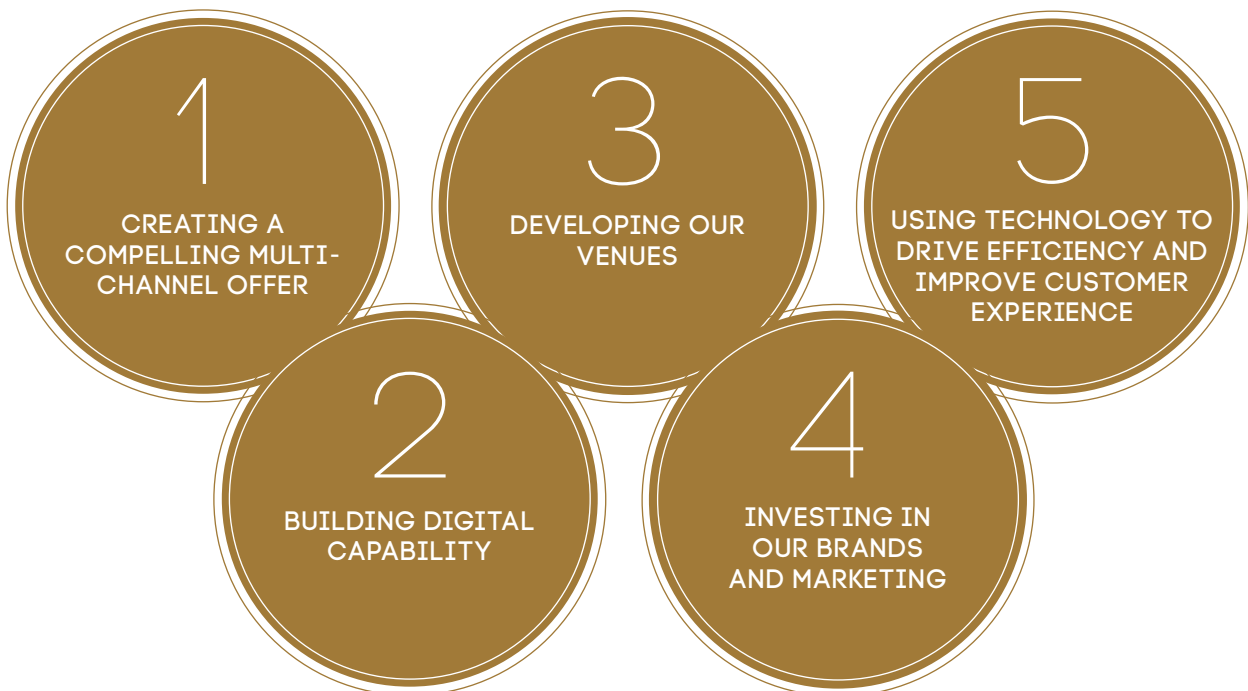 1
CREATING A
COMPELLING MULTI-
CHANNEL OFFER
2
BUILDING DIGITAL
CAPABILITY
3
DEVELOPING OUR
VENUES
4
INVESTING IN
OUR BRANDS
AND MARKETING
5
USING TECHNOLOGY TO
DRIVE EFFICIENCY AND
IMPROVE CUSTOMER
EXPERIENCE